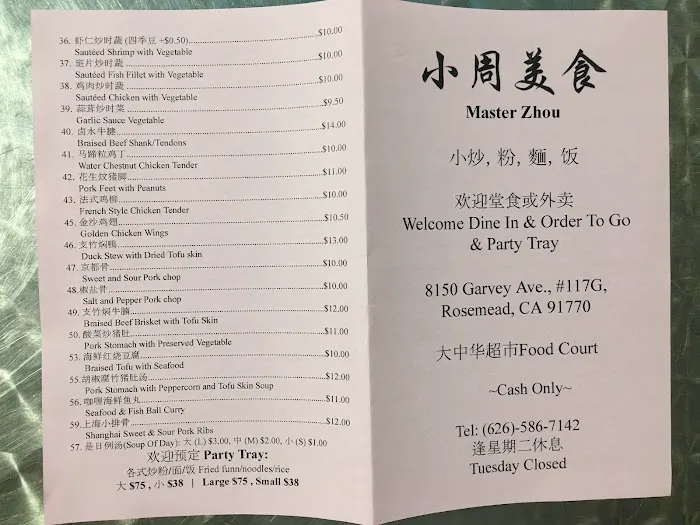 36. 虾仁炒时蔬 (四季豆 +$0.50)....$10.00
Sautéed Shrimp with Vegetable
37. 斑片炒时蔬....$10.00
Sautéed Fish Fillet with Vegetable
38. 鸡肉炒时蔬....$10.00
Sautéed Chicken with Vegetable
39. 蒜茸炒时菜....$9.50
Garlic Sauce Vegetable
40. 卤水牛腱....$14.00
Braised Beef Shank/Tendons
41. 马蹄粒鸡丁....$10.00
Water Chestnut Chicken Tender
42. 花生炆猪脚....$11.00
Pork Feet with Peanuts
43. 法式鸡柳....$10.00
French Style Chicken Tender
45. 金沙鸡翅....$10.50
Golden Chicken Wings
46. 支竹焖鸭....$13.00
Duck Stew with Dried Tofu skin
47. 京都骨....$10.00
Sweet and Sour Pork chop
48.椒盐骨....$10.00
Salt and Pepper Pork chop
49. 支竹焖牛腩....$12.00
Braised Beef Brisket with Tofu Skin
50. 酸菜炒猪肚....$11.00
Pork Stomach with Preserved Vegetable
53. 海鲜红烧豆腐....$10.00
Braised Tofu with Seafood
55.胡椒腐竹猪肚汤....$12.00
Pork Stomach with Peppercorn and Tofu Skin Soup
56. 咖喱海鲜鱼丸....$11.00
Seafood & Fish Ball Curry
59.上海小排骨....$12.00
Shanghai Sweet & Sour Pork Ribs
57. 是日例汤(Soup Of Day): 大 (L) $3.00, 中 (M) $2.00, 小 (S) $1.00
欢迎预定 Party Tray:
各式炒粉/面/饭 Fried funn/noodles/rice
大 $75 , 小 $38 | Large $75, Small $38
小周美食
Master Zhou
小炒, 粉, 麵, 饭
欢迎堂食或外卖
Welcome Dine In & Order To Go
& Party Tray
8150 Garvey Ave., #117G,
Rosemead, CA 91770
大中华超市Food Court
~Cash Only~
Tel: (626)-586-7142
逢星期二休息
Tuesday Closed